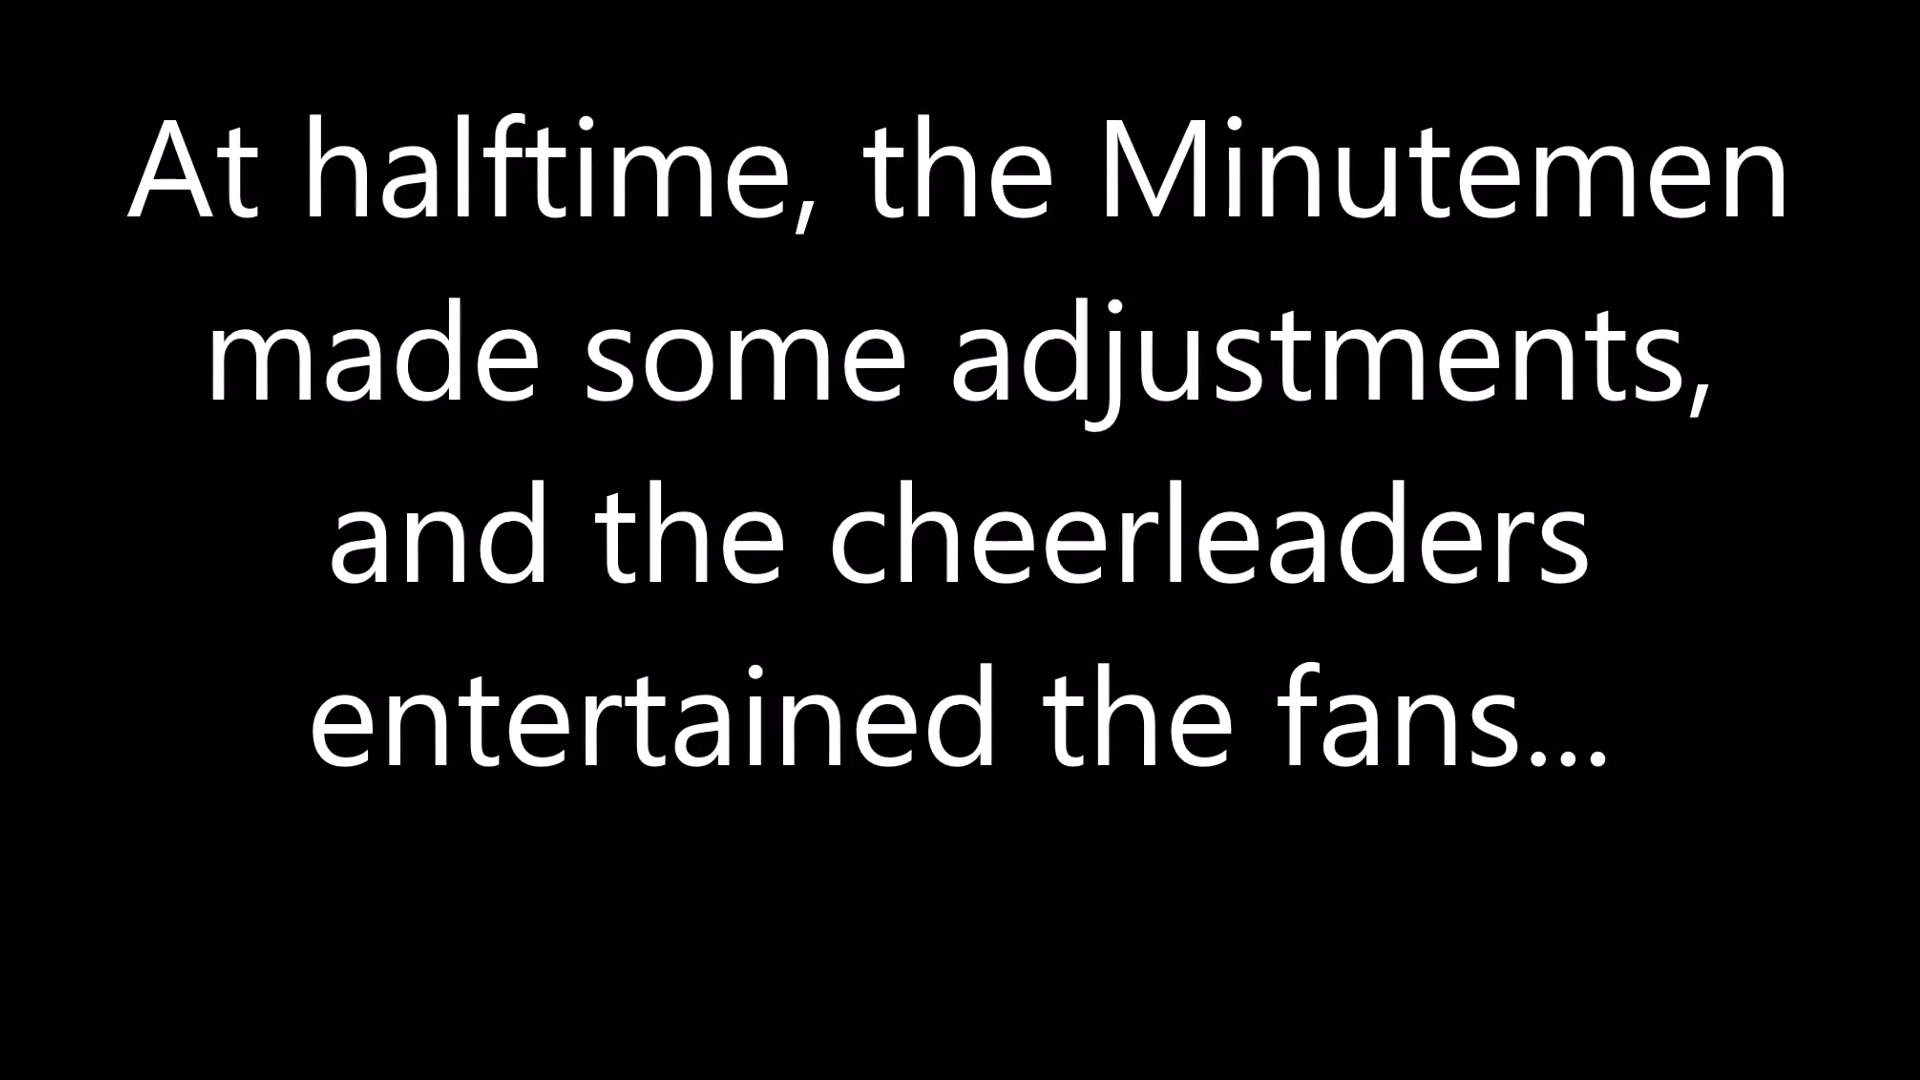 At halftime, the Minutemen
made some adjustments,
and the cheerleaders
entertained the fans...